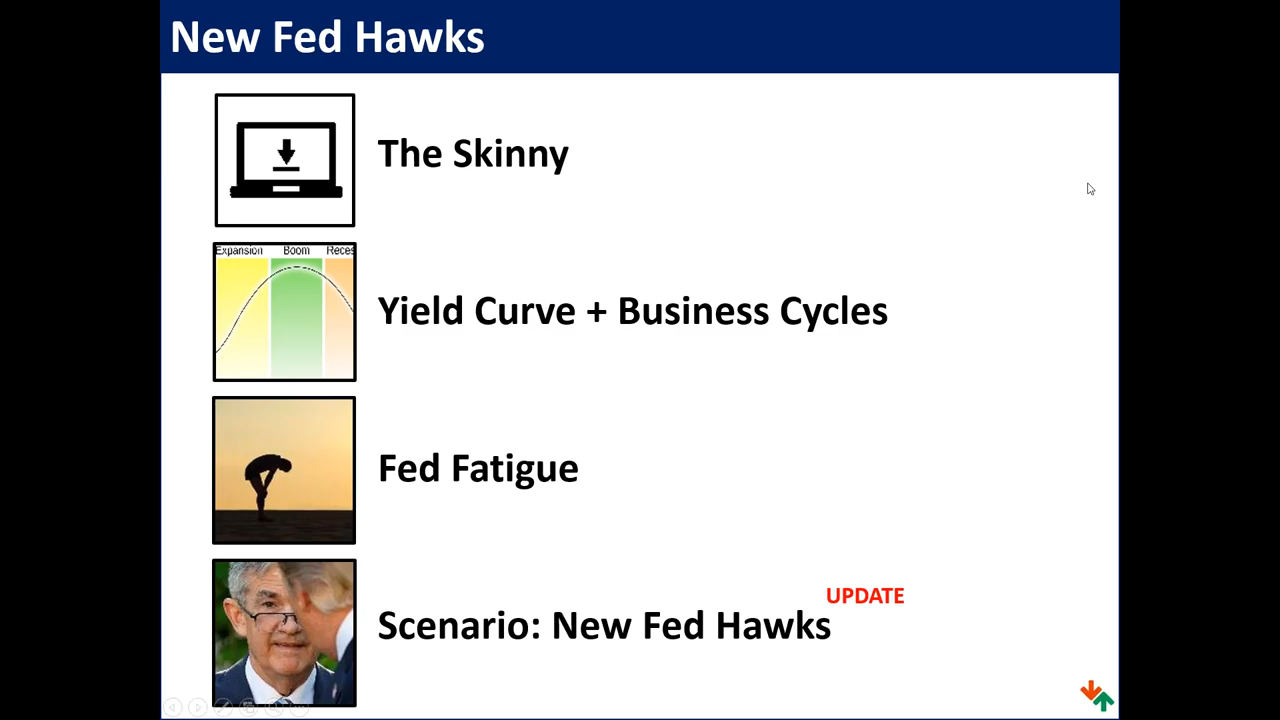 New Fed Hawks
The Skinny
Expansion Boom Reces
Yield Curve + Business Cycles
Fed Fatigue
UPDATE
Scenario: New Fed Hawks